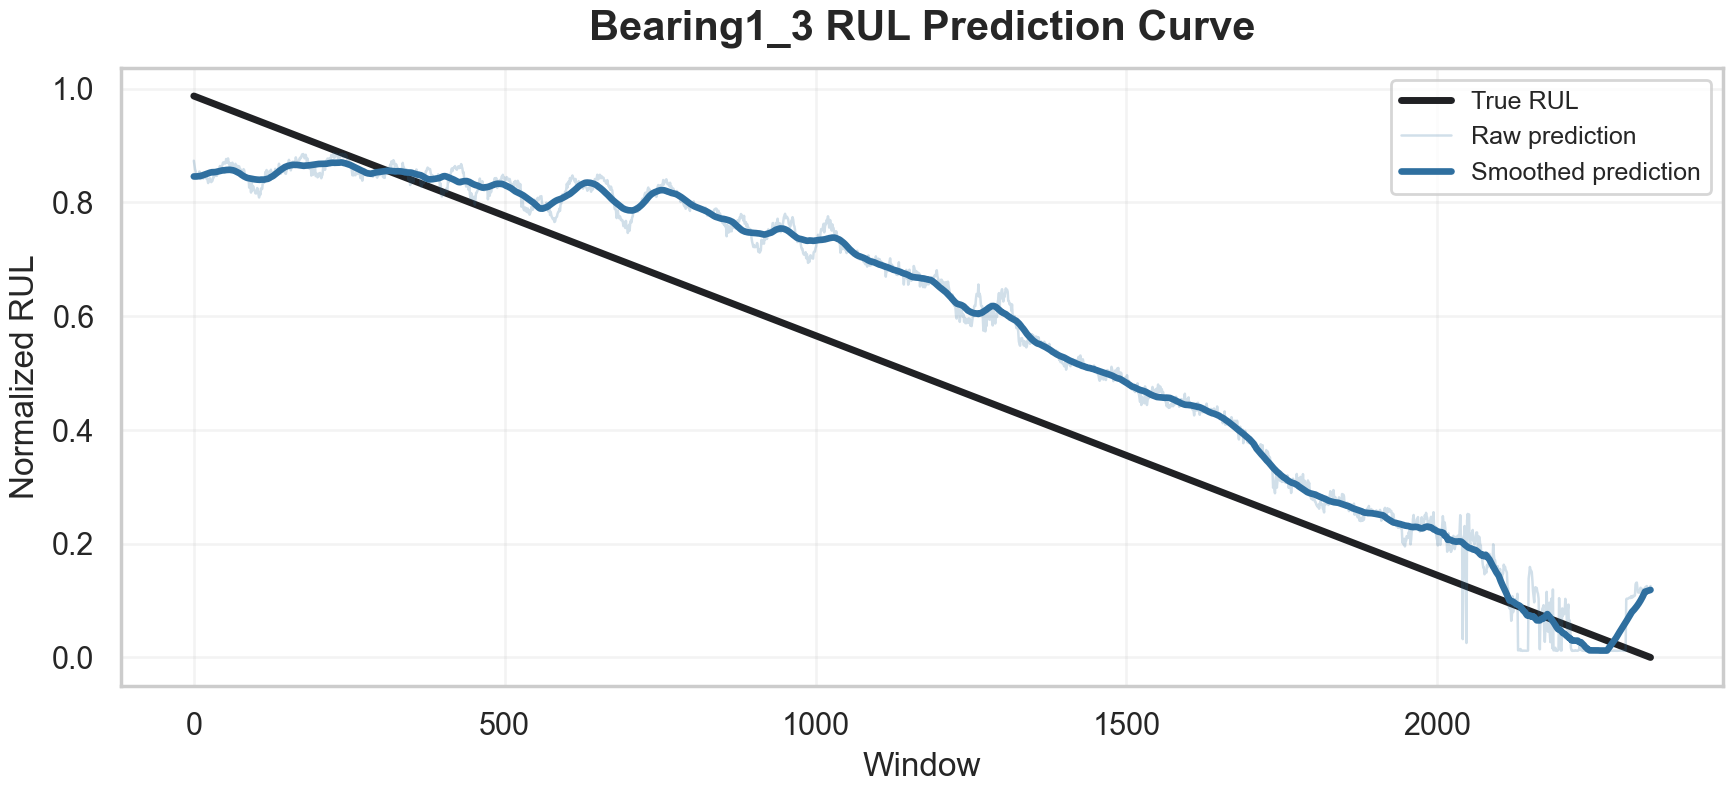 Bearing1_3 RUL Prediction Curve
True RUL
Raw prediction
Smoothed prediction
Normalized RUL
1.0
0.8
0.6
0.4
0.2
0.0
0 500 1000 1500 2000
Window